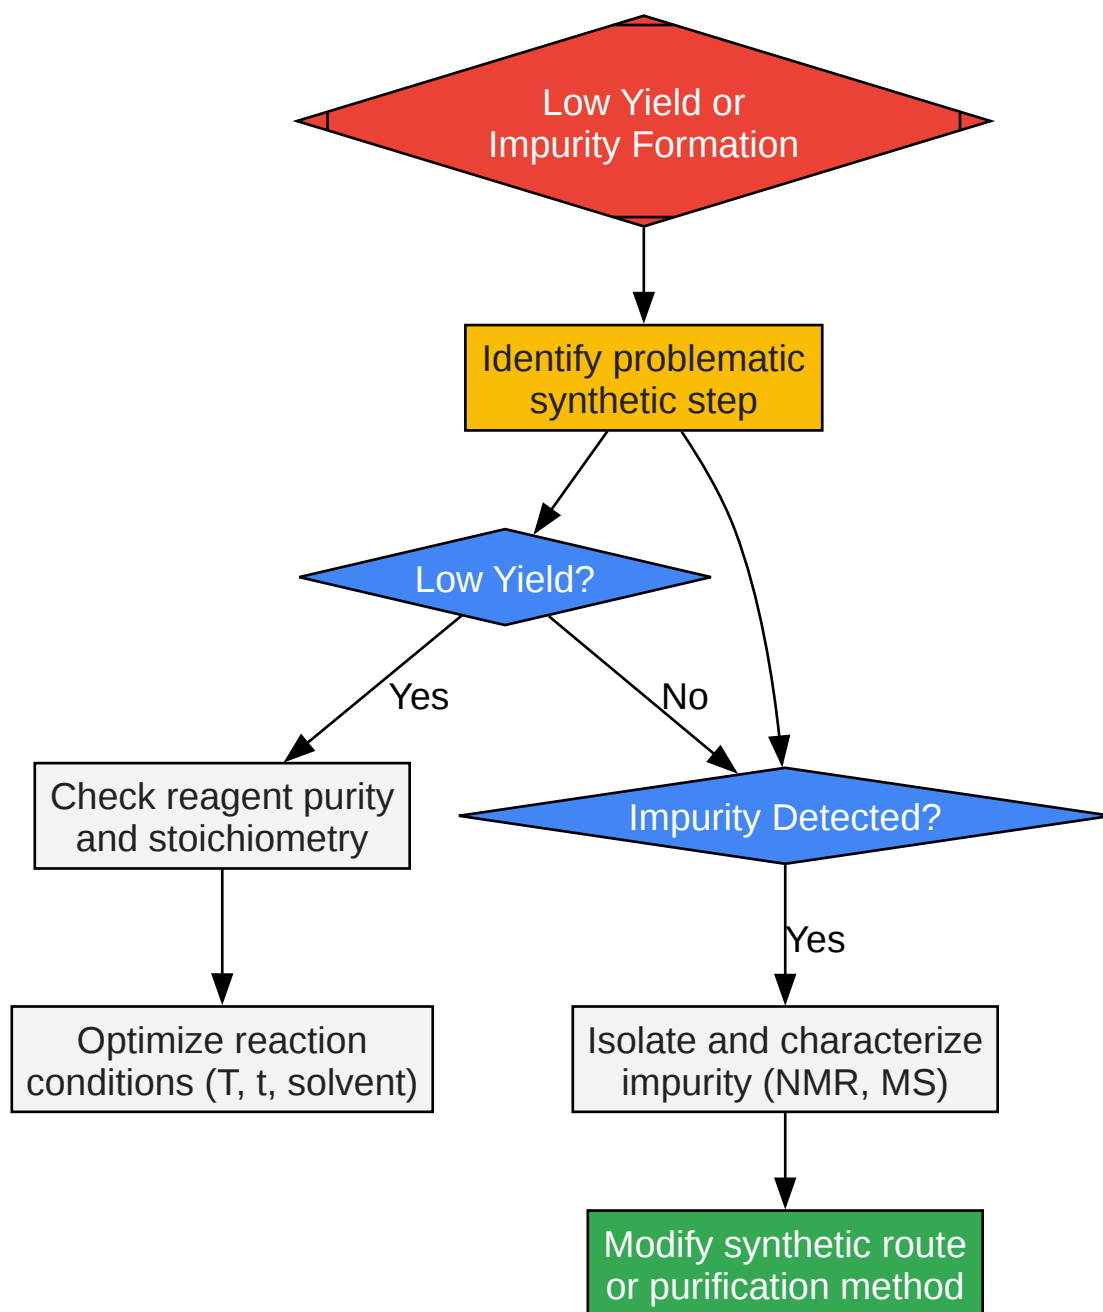 Low Yield or
Impurity Formation
Identify problematic
synthetic step
Low Yield?
Yes
No
Check reagent purity
and stoichiometry
Impurity Detected?
Yes
Optimize reaction
conditions (T, t, solvent)
Isolate and characterize
impurity (NMR, MS)
Modify synthetic route
or purification method